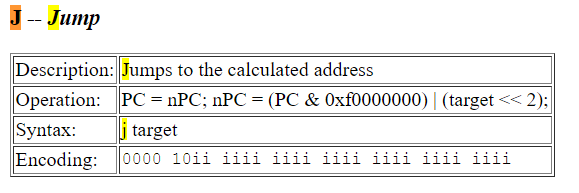 J -- Jump
Description: Jumps to the calculated address
Operation: PC = nPC; nPC = (PC & 0xf0000000) | (target << 2);
Syntax: j target
Encoding: 0000 10ii iiii iiii iiii iiii iiii iiii